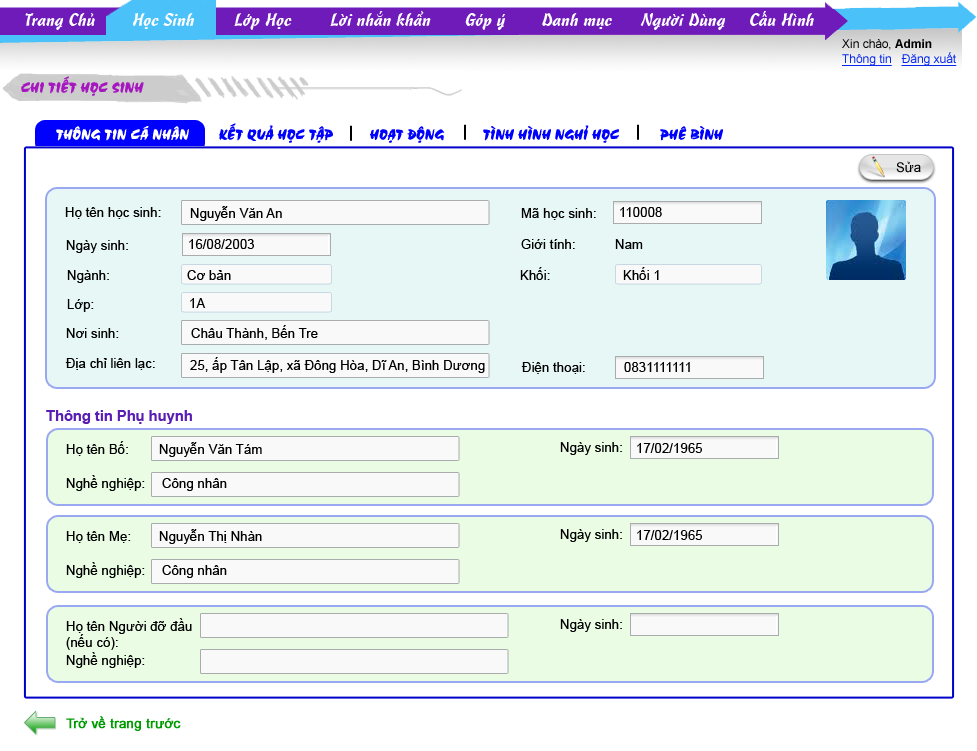 Trang Chủ Học Sinh Lớp Học Lời nhắn khẩn Góp ý Danh mục Người Dùng Cấu Hình
Xin chào, Admin
Thông tin Đăng xuất
CHI TIẾT HỌC SINH
THÔNG TIN CÁ NHÂN KẾT QUẢ HỌC TẬP | HOẠT ĐỘNG | TÌNH HÌNH NGHỈ HỌC | PHÊ BÌNH
Sửa
Họ tên học sinh: Nguyễn Văn An Mã học sinh: 110008
Ngày sinh: 16/08/2003 Giới tính: Nam
Ngành: Cơ bản Khối: Khối 1
Lớp: 1A
Nơi sinh: Châu Thành, Bến Tre
Địa chỉ liên lạc: 25, ấp Tân Lập, xã Đông Hòa, Dĩ An, Bình Dương Điện thoại: 0831111111
Thông tin Phụ huynh
Họ tên Bố: Nguyễn Văn Tám Ngày sinh: 17/02/1965
Nghề nghiệp: Công nhân
Họ tên Mẹ: Nguyễn Thị Nhàn Ngày sinh: 17/02/1965
Nghề nghiệp: Công nhân
Họ tên Người đỡ đầu Ngày sinh:
(nếu có):
Nghề nghiệp:
Trở về trang trước